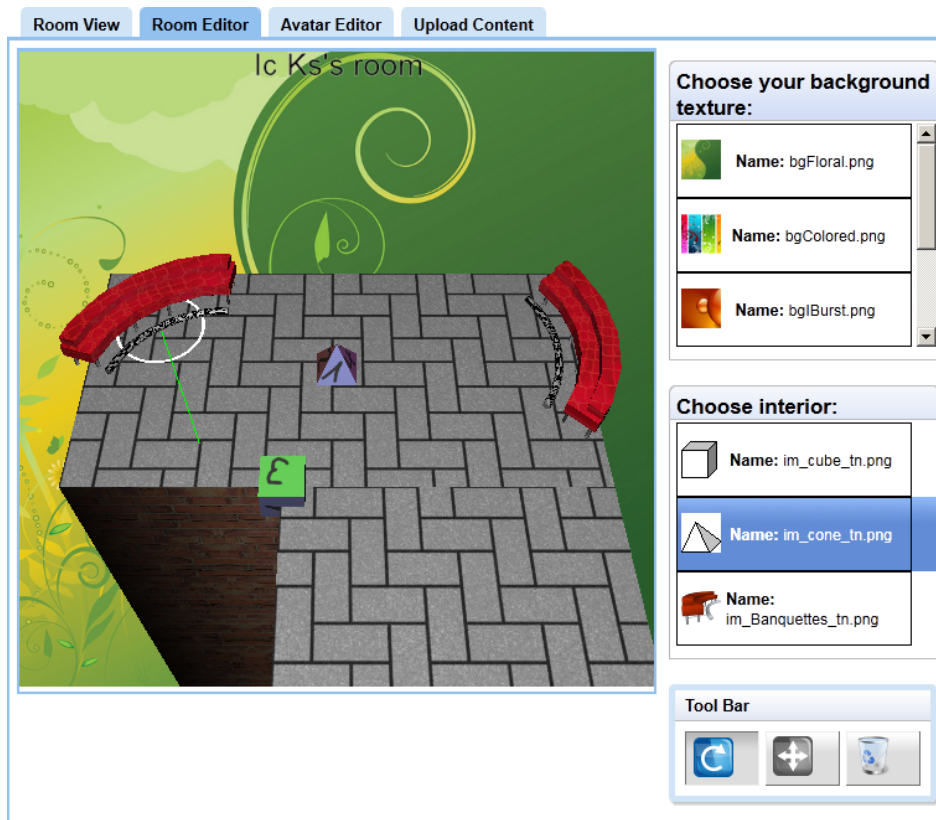 Room View
Room Editor
Avatar Editor
Upload Content
Ic Ks's room
Choose your background
texture:
Name: bgFloral.png
Name: bgColored.png
Name: bgIBurst.png
Choose interior:
Name: im_cube_tn.png
Name: im_cone_tn.png
Name:
im_Banquettes_tn.png
Tool Bar